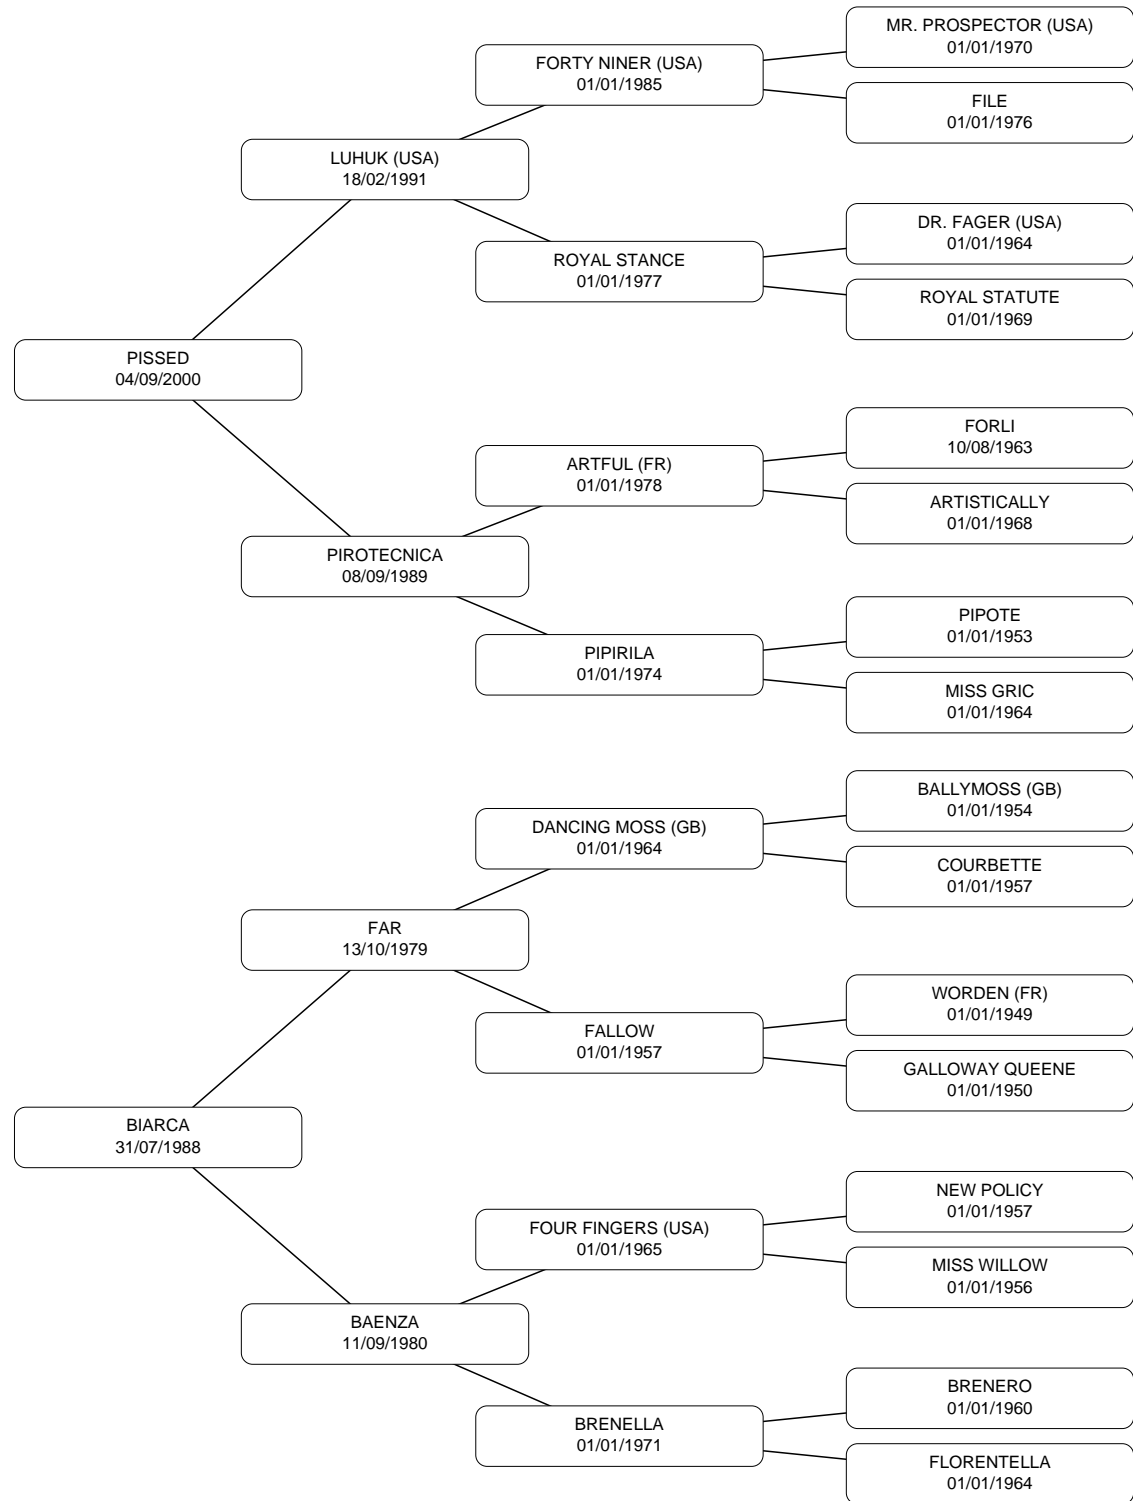 MR. PROSPECTOR (USA)
01/01/1970
FORTY NINER (USA)
01/01/1985
FILE
01/01/1976
LUHUK (USA)
18/02/1991
DR. FAGER (USA)
01/01/1964
ROYAL STANCE
01/01/1977
ROYAL STATUTE
01/01/1969
PISSED
04/09/2000
FORLI
10/08/1963
ARTFUL (FR)
01/01/1978
ARTISTICALLY
01/01/1968
PIROTECNICA
08/09/1989
PIPOTE
01/01/1953
PIPIRILA
01/01/1974
MISS GRIC
01/01/1964
BALLYMOSS (GB)
01/01/1954
DANCING MOSS (GB)
01/01/1964
COURBETTE
01/01/1957
FAR
13/10/1979
WORDEN (FR)
01/01/1949
FALLOW
01/01/1957
GALLOWAY QUEENE
01/01/1950
BIARCA
31/07/1988
NEW POLICY
01/01/1957
FOUR FINGERS (USA)
01/01/1965
MISS WILLOW
01/01/1956
BAENZA
11/09/1980
BRENERO
01/01/1960
BRENELLA
01/01/1971
FLORENTELLA
01/01/1964